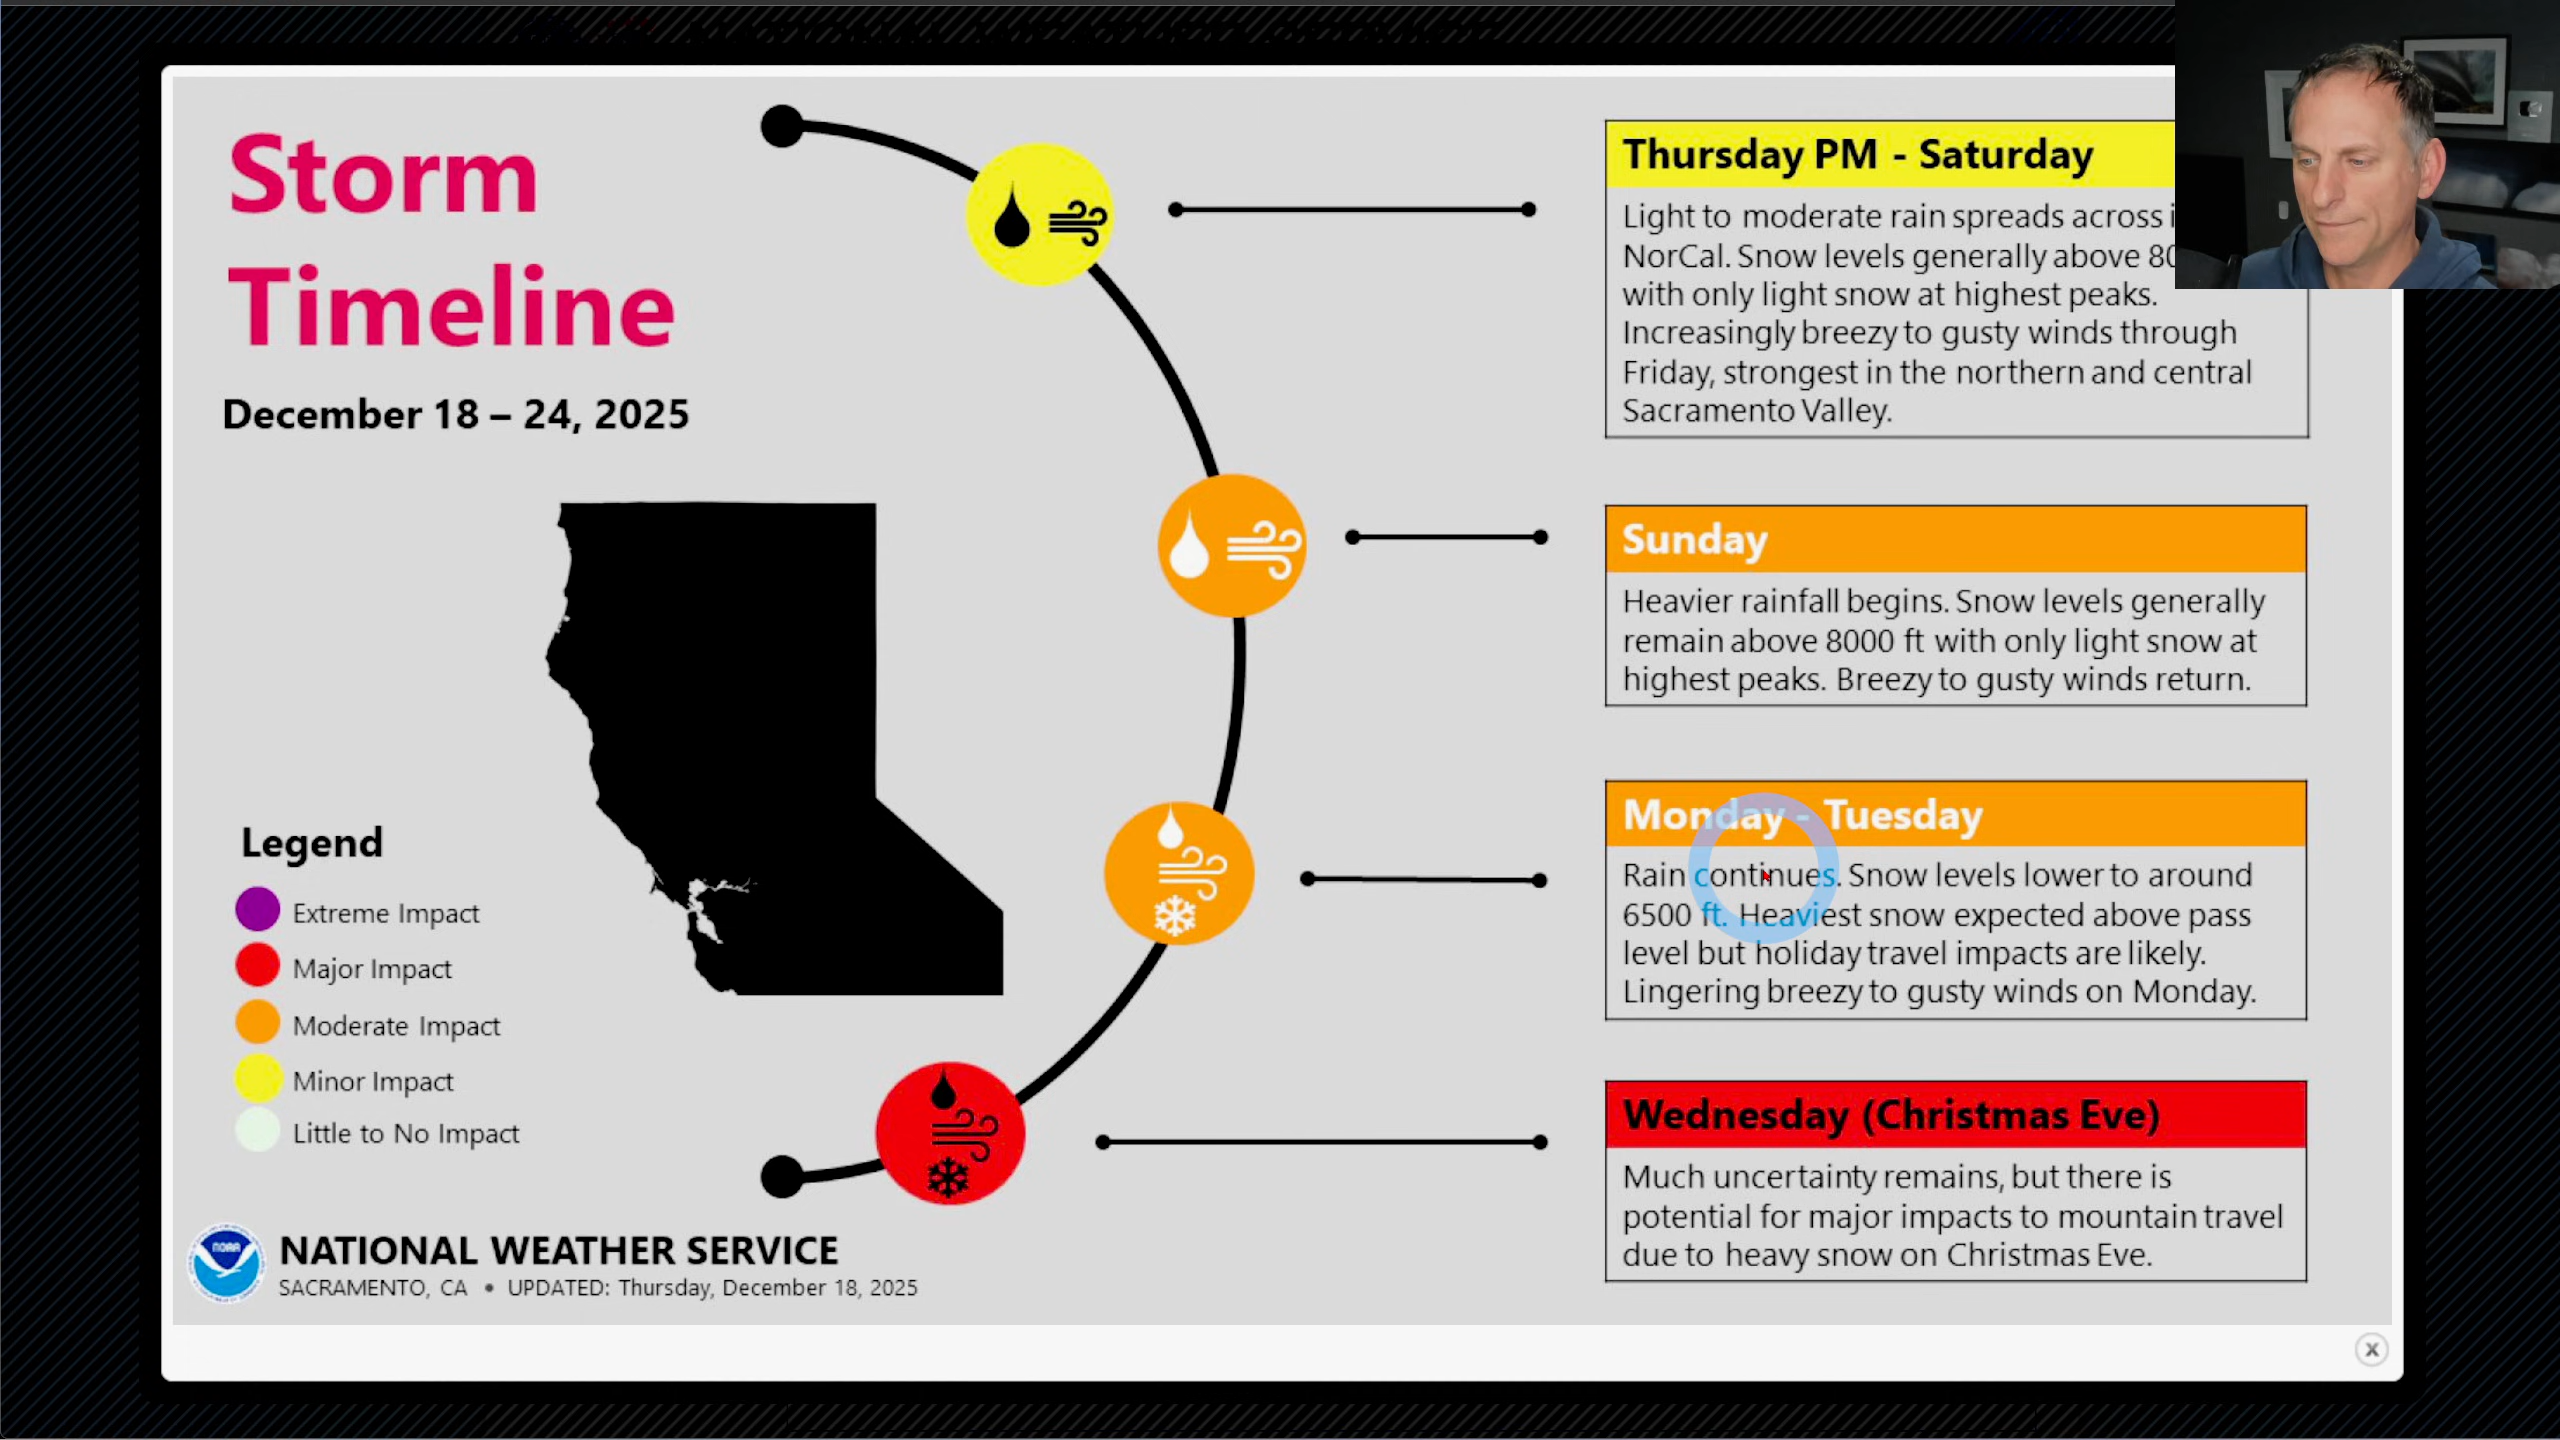 Storm
Timeline
December 18 – 24, 2025
Legend
Extreme Impact
Major Impact
Moderate Impact
Minor Impact
Little to No Impact
NOAA
NATIONAL WEATHER SERVICE
SACRAMENTO, CA • UPDATED: Thursday, December 18, 2025
Thursday PM - Saturday
Light to moderate rain spreads across
NorCal. Snow levels generally above
with only light snow at highest peaks.
Increasingly breezy to gusty winds through
Friday, strongest in the northern and central
Sacramento Valley.
Sunday
Heavier rainfall begins. Snow levels generally
remain above 8000 ft with only light snow at
highest peaks. Breezy to gusty winds return.
Monday - Tuesday
Rain continues. Snow levels lower to around
6500 ft. Heaviest snow expected above pass
level but holiday travel impacts are likely.
Lingering breezy to gusty winds on Monday.
Wednesday (Christmas Eve)
Much uncertainty remains, but there is
potential for major impacts to mountain travel
due to heavy snow on Christmas Eve.
x